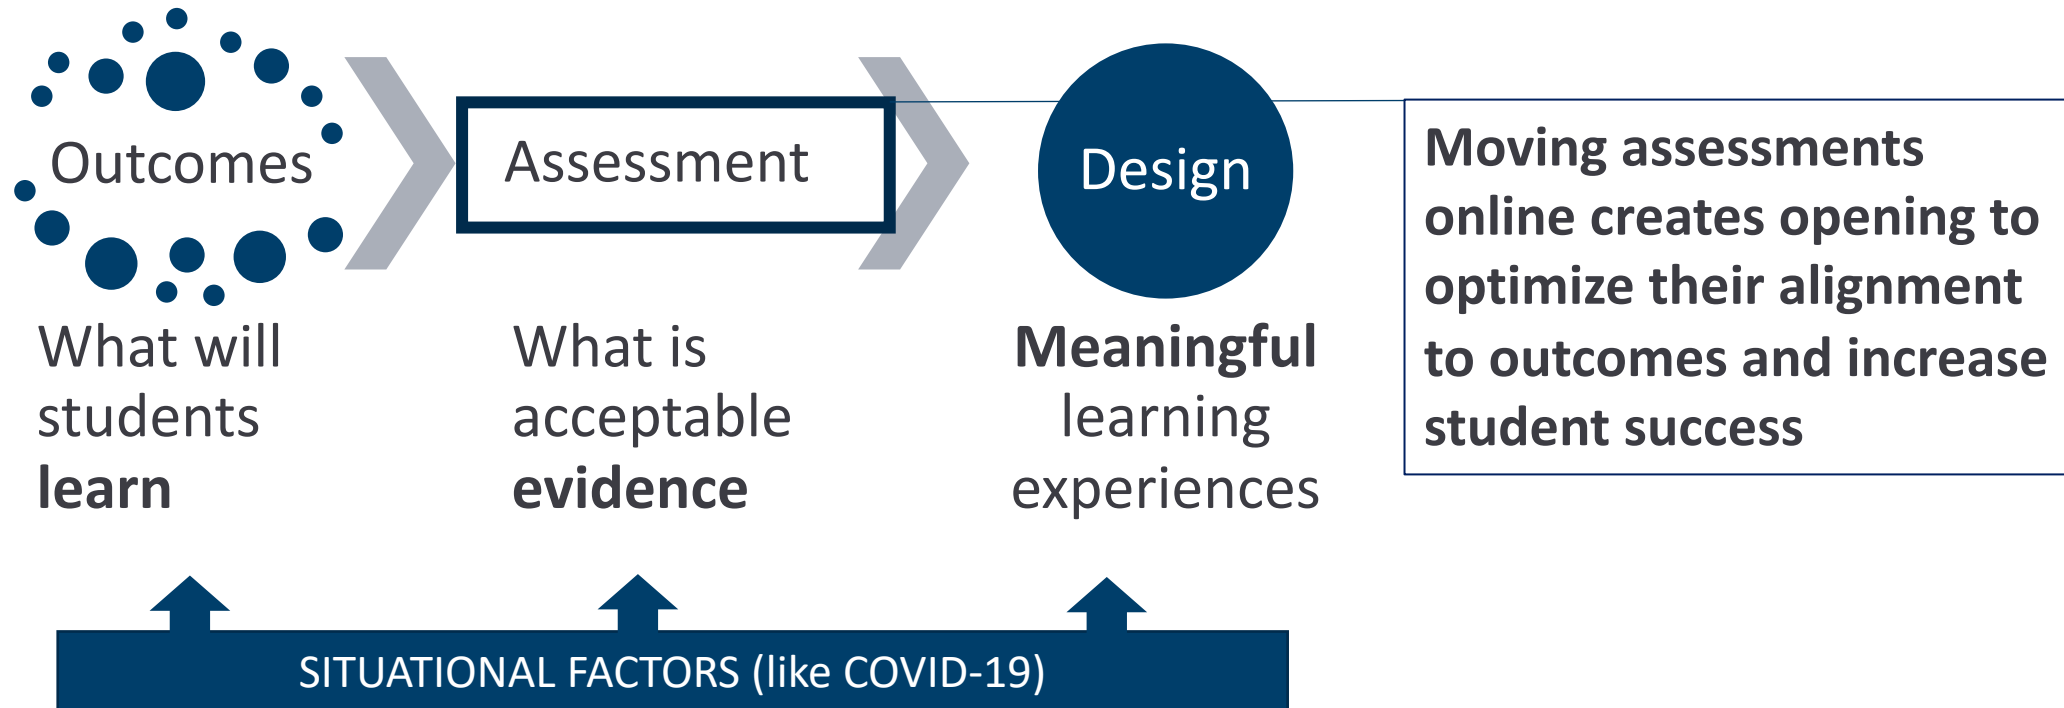 Outcomes
Assessment
Design
What will
students
learn
What is
acceptable
evidence
Meaningful
learning
experiences
Moving assessments
online creates opening to
optimize their alignment
to outcomes and increase
student success
SITUATIONAL FACTORS (like COVID-19)